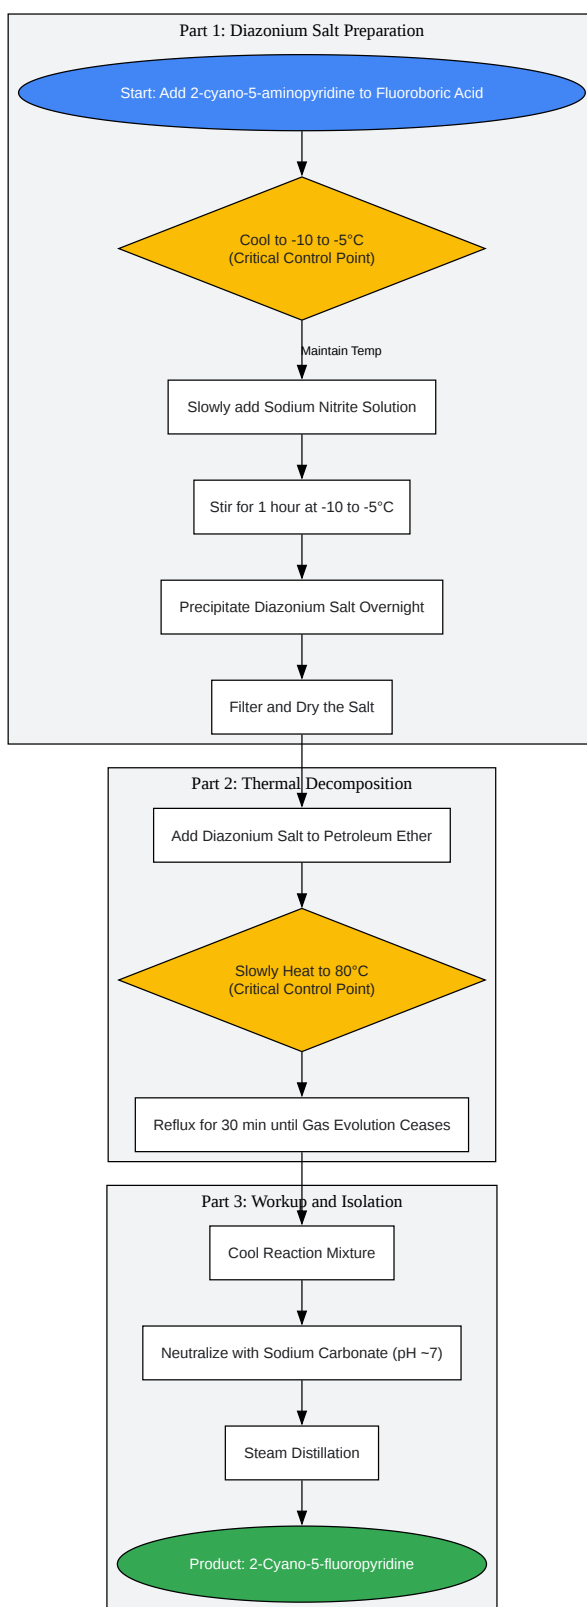 Part 1: Diazonium Salt Preparation
Start: Add 2-cyano-5-aminopyridine to Fluoroboric Acid
Cool to -10 to -5°C
(Critical Control Point)
Maintain Temp
Slowly add Sodium Nitrite Solution
Stir for 1 hour at -10 to -5°C
Precipitate Diazonium Salt Overnight
Filter and Dry the Salt
Part 2: Thermal Decomposition
Add Diazonium Salt to Petroleum Ether
Slowly Heat to 80°C
(Critical Control Point)
Reflux for 30 min until Gas Evolution Ceases
Part 3: Workup and Isolation
Cool Reaction Mixture
Neutralize with Sodium Carbonate (pH ~7)
Steam Distillation
Product: 2-Cyano-5-fluoropyridine